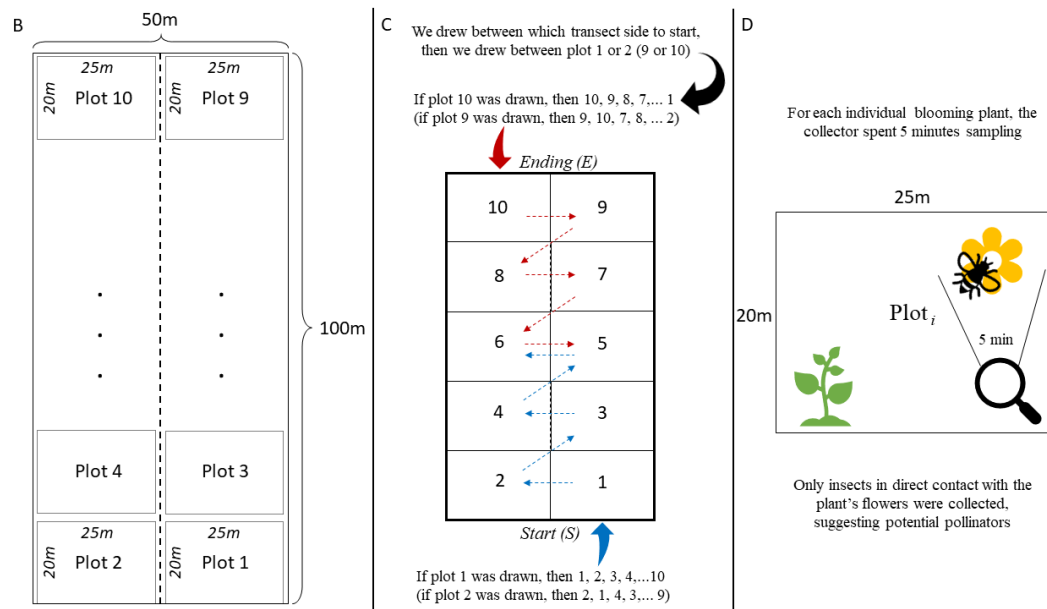 B
50m
25m
25m
20m
Plot 10
20m
Plot 9
100m
Plot 4
Plot 3
25m
25m
20m
Plot 2
20m
Plot 1
C
We drew between which transect side to start,
then we drew between plot 1 or 2 (9 or 10)
If plot 10 was drawn, then 10, 9, 8, 7,... 1
(if plot 9 was drawn, then 9, 10, 7, 8, ... 2)
Ending (E)
10
9
8
7
6
5
4
3
2
1
Start (S)
If plot 1 was drawn, then 1, 2, 3, 4,...10
(if plot 2 was drawn, then 2, 1, 4, 3,... 9)
D
For each individual blooming plant, the
collector spent 5 minutes sampling
25m
20m
Plot i
5 min
Only insects in direct contact with the
plant's flowers were collected,
suggesting potential pollinators